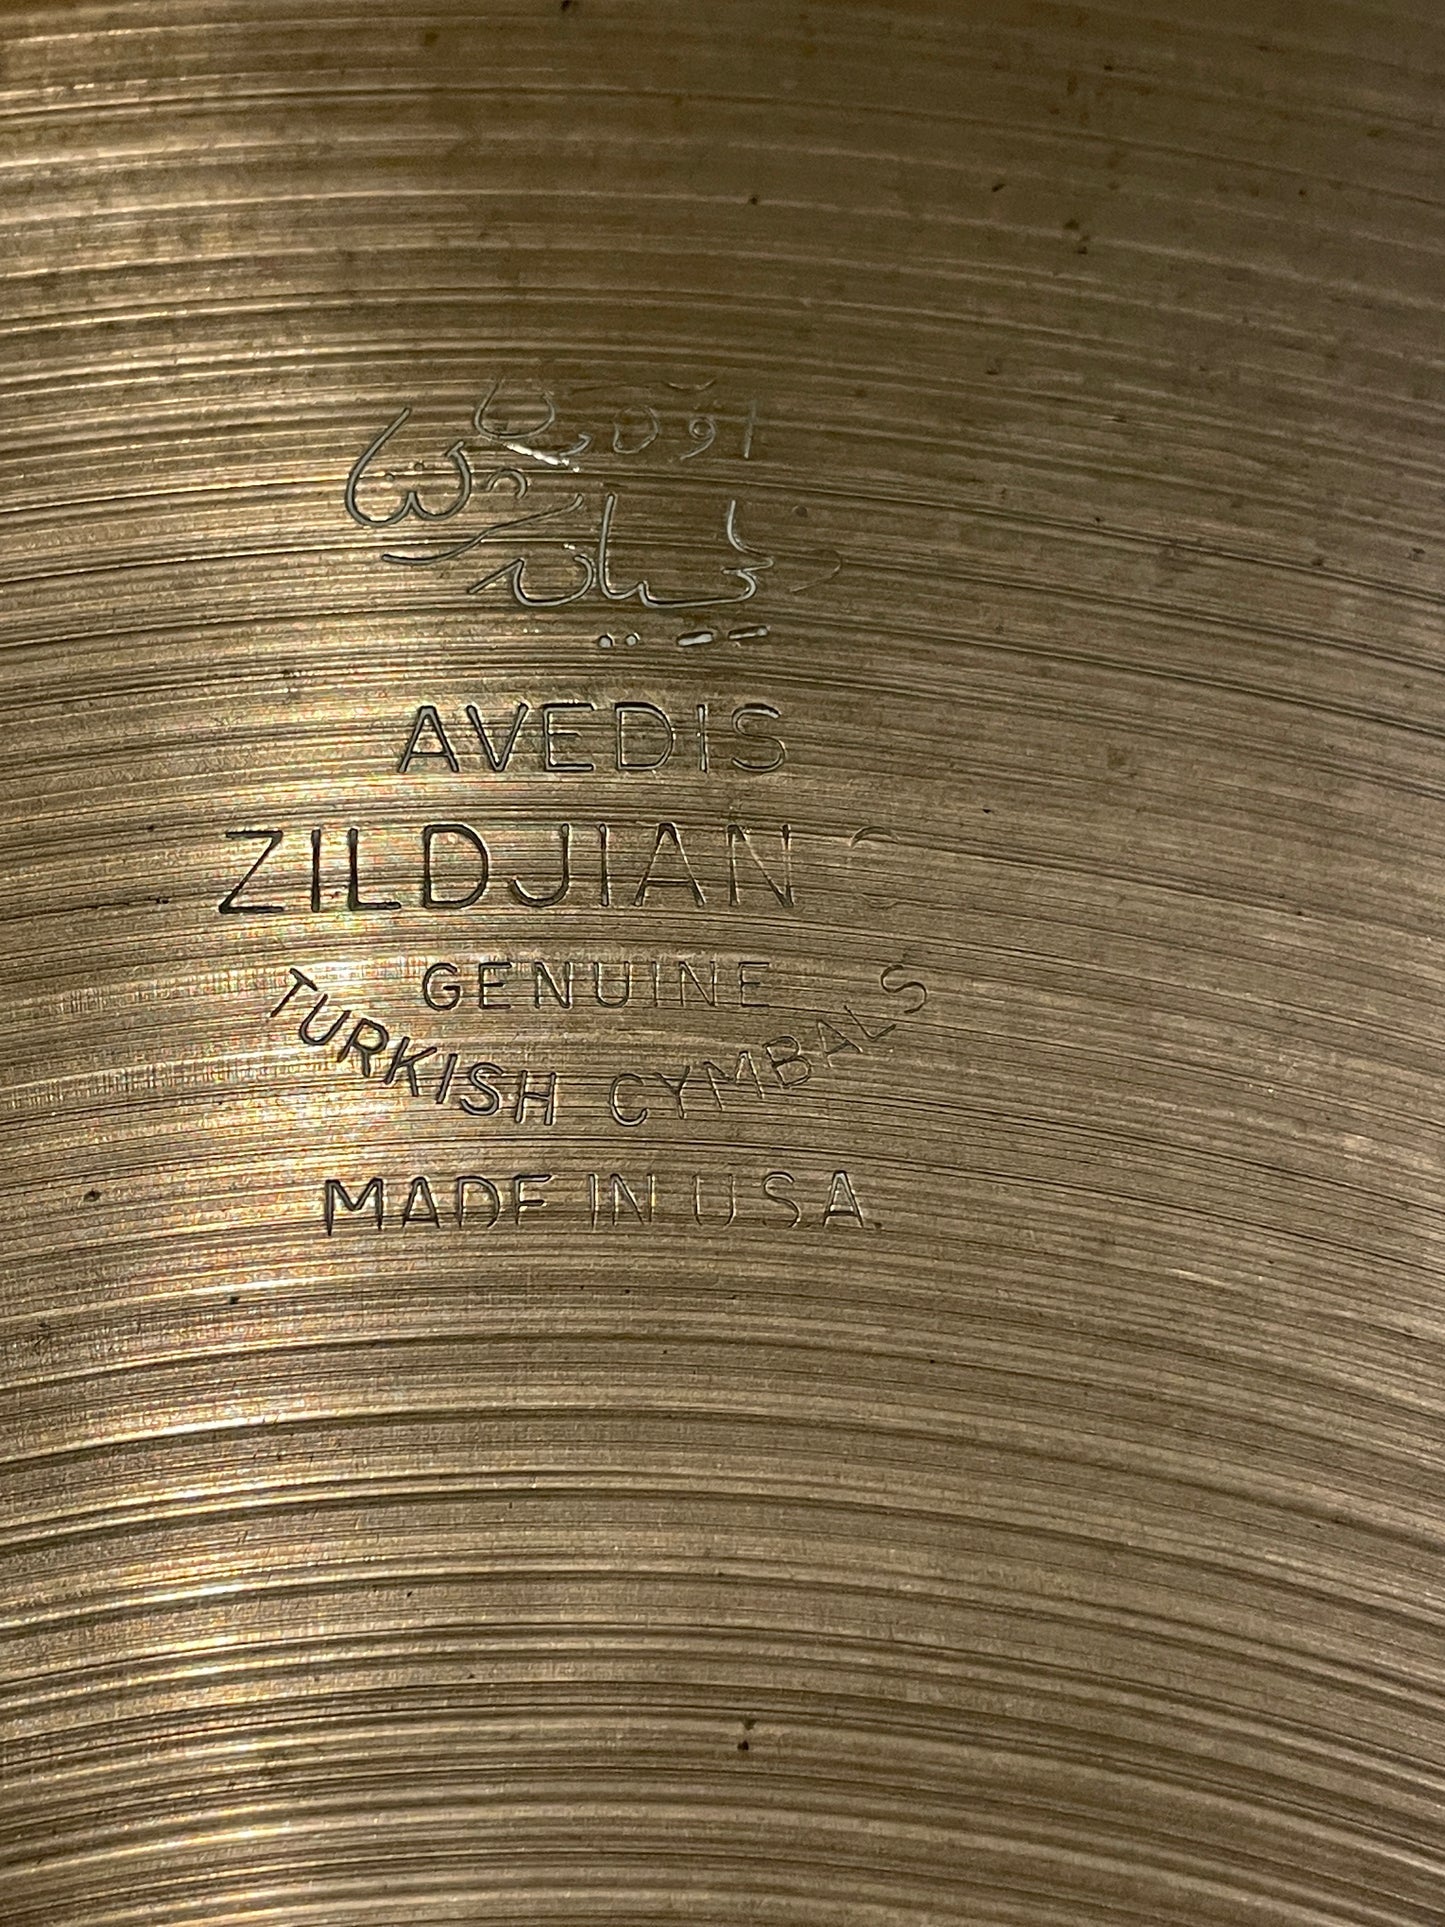 AVEDIS
ZILDJIAN C
GENUINE
TURKISH CYMBALS
MADE IN U.S.A.